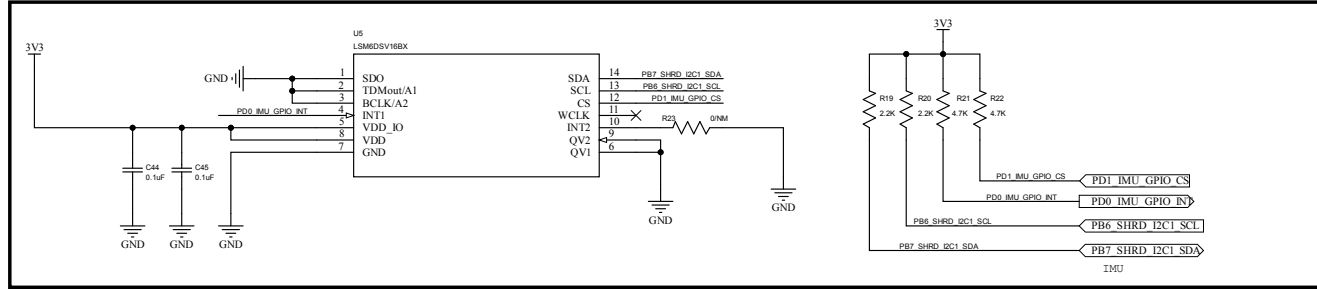 3V3
U5
LSM6DSV16BX
GND
1 SDO
2 TDMout/A1
3 BCLK/A2
PD0_IMU_GPIO_INT 4 INT1
5 VDD_IO
8 VDD
7 GND
SDA 14 PB7_SHRD_I2C1_SDA
SCL 13 PB6_SHRD_I2C1_SCL
CS 12 PD1_IMU_GPIO_CS
WCLK 11
INT2 10
QV2 9
QV1 6
R23 0/NM
C44
0.1uF
C45
0.1uF
GND
GND
GND
GND
GND
3V3
R19
2.2K
R20
2.2K
R21
4.7K
R22
4.7K
PD1_IMU_GPIO_CS PD1_IMU_GPIO_CS
PD0_IMU_GPIO_INT PD0_IMU_GPIO_INT
PB6_SHRD_I2C1_SCL PB6_SHRD_I2C1_SCL
PB7_SHRD_I2C1_SDA PB7_SHRD_I2C1_SDA
IMU